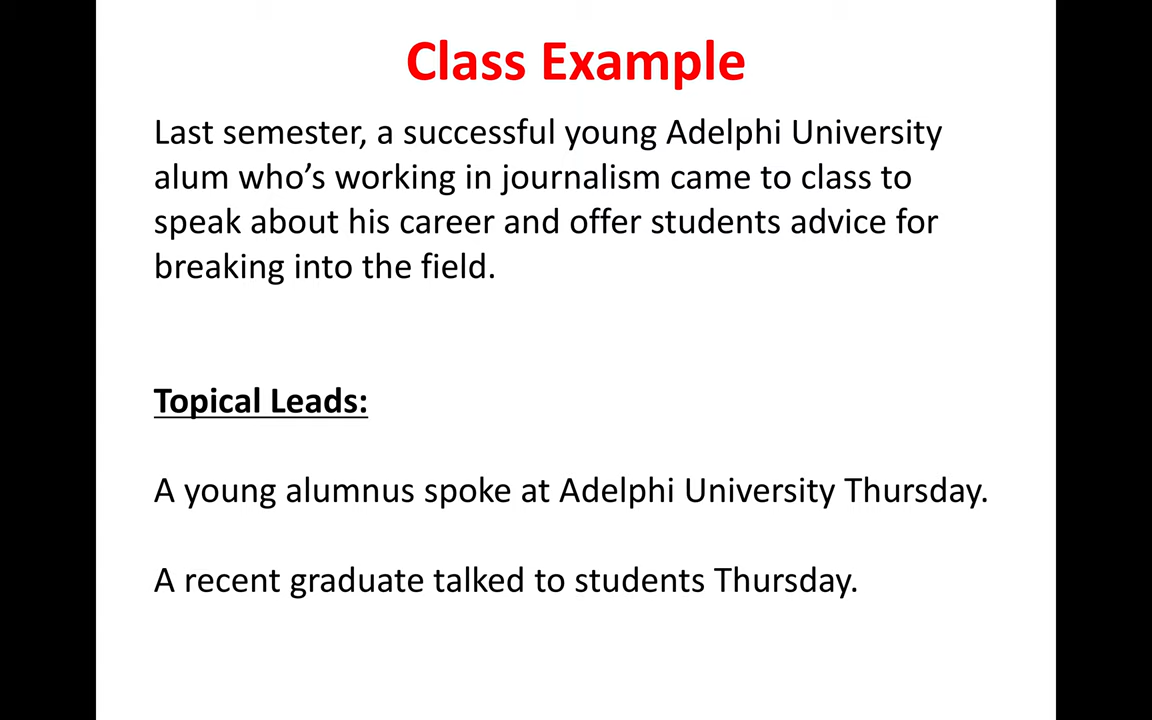 Class Example
Last semester, a successful young Adelphi University
alum who’s working in journalism came to class to
speak about his career and offer students advice for
breaking into the field.
Topical Leads:
A young alumnus spoke at Adelphi University Thursday.
A recent graduate talked to students Thursday.